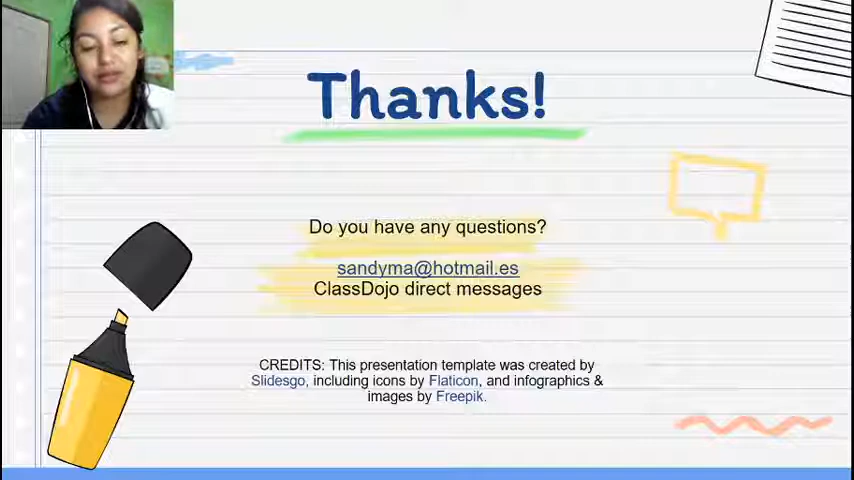 Thanks!
Do you have any questions?
sandyma@hotmail.es
ClassDojo direct messages
CREDITS: This presentation template was created by
Slidesgo, including icons by Flaticon, and infographics &
images by Freepik.